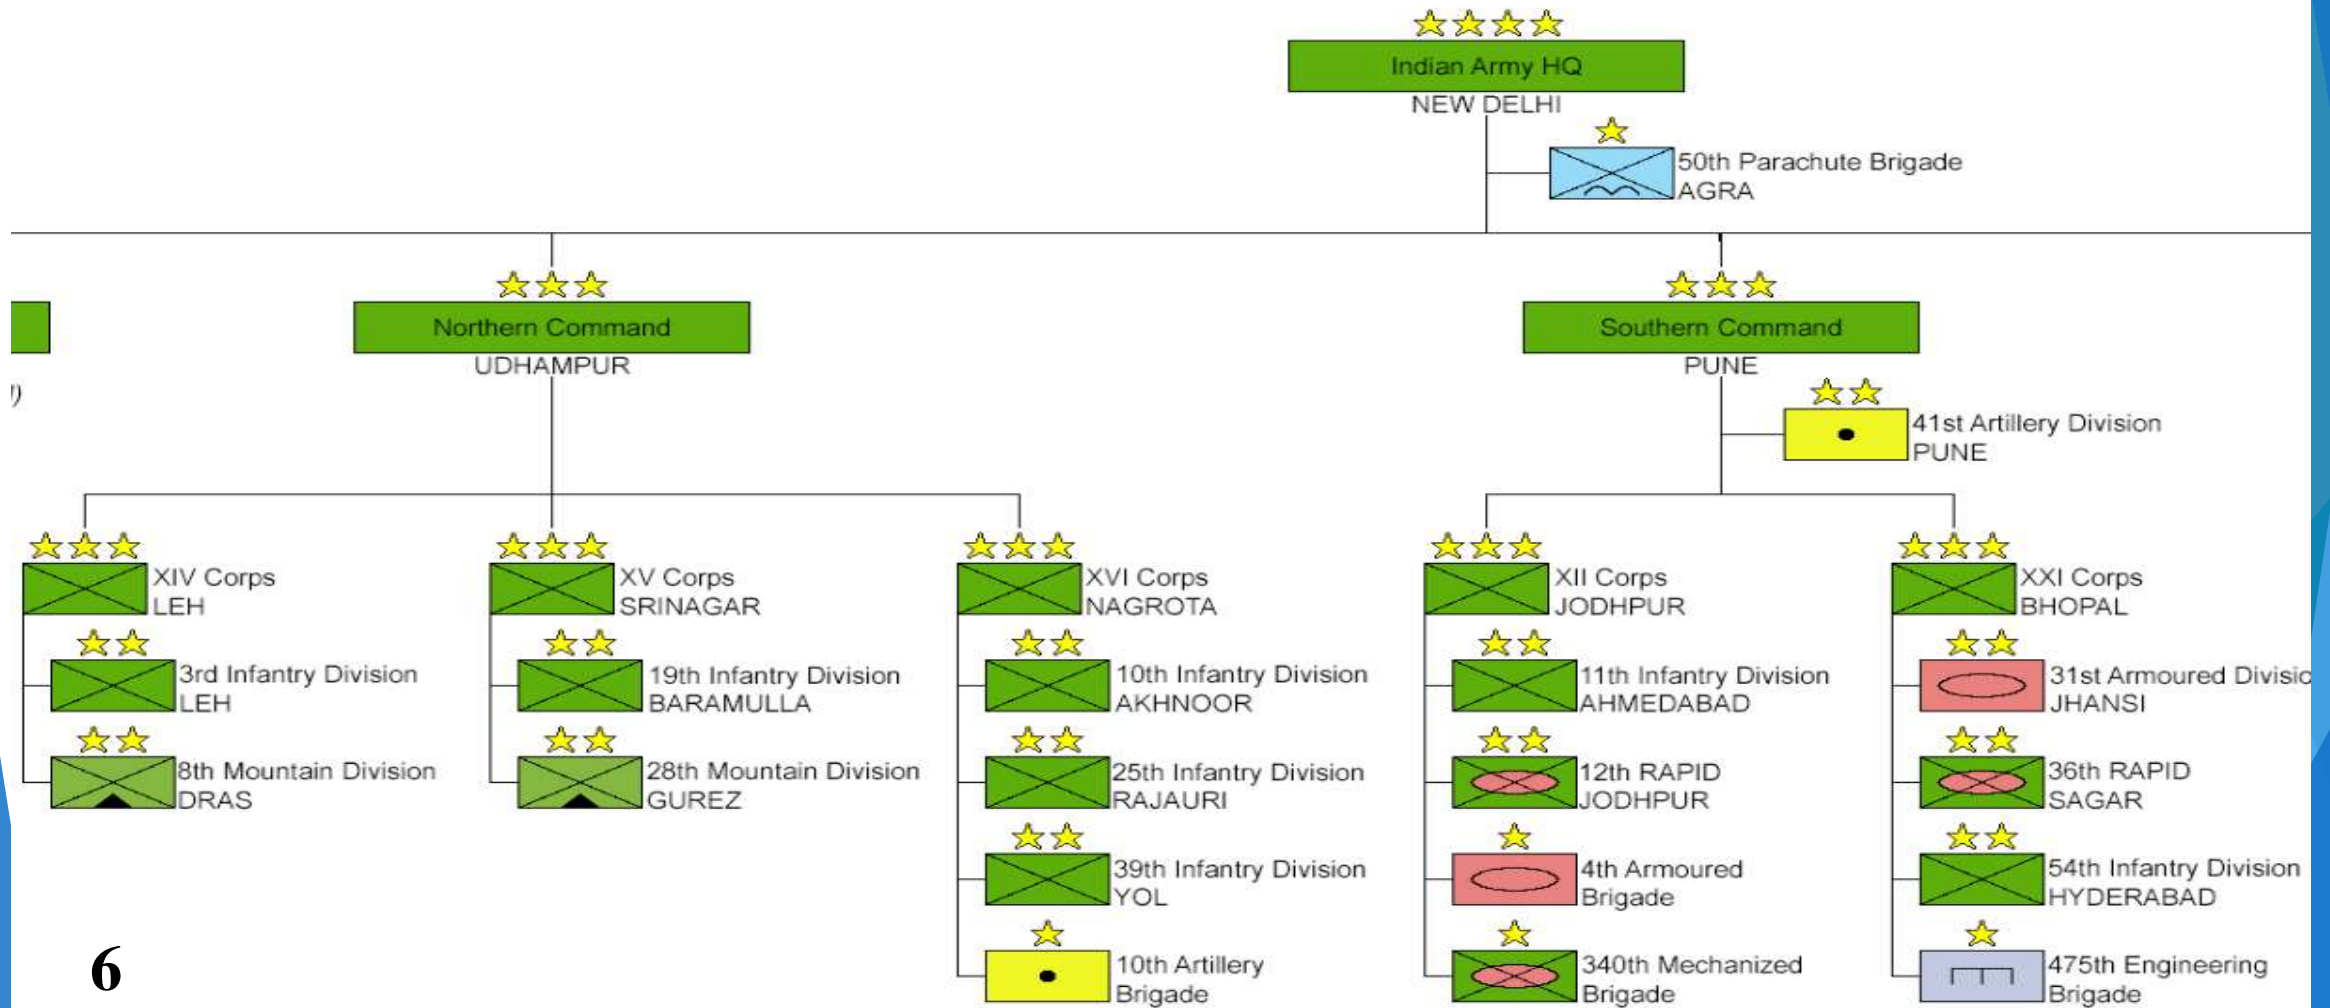 Indian Army HQ
NEW DELHI
50th Parachute Brigade
AGRA
Northern Command
UDHAMPUR
Southern Command
PUNE
41st Artillery Division
PUNE
XIV Corps
LEH
3rd Infantry Division
LEH
8th Mountain Division
DRAS
XV Corps
SRINAGAR
19th Infantry Division
BARAMULLA
28th Mountain Division
GUREZ
XVI Corps
NAGROTA
10th Infantry Division
AKHNOOR
25th Infantry Division
RAJAURI
39th Infantry Division
YOL
10th Artillery
Brigade
XII Corps
JODHPUR
11th Infantry Division
AHMEDABAD
12th RAPID
JODHPUR
4th Armoured
Brigade
340th Mechanized
Brigade
XXI Corps
BHOPAL
31st Armoured Divisio
JHANSI
36th RAPID
SAGAR
54th Infantry Division
HYDERABAD
475th Engineering
Brigade
6